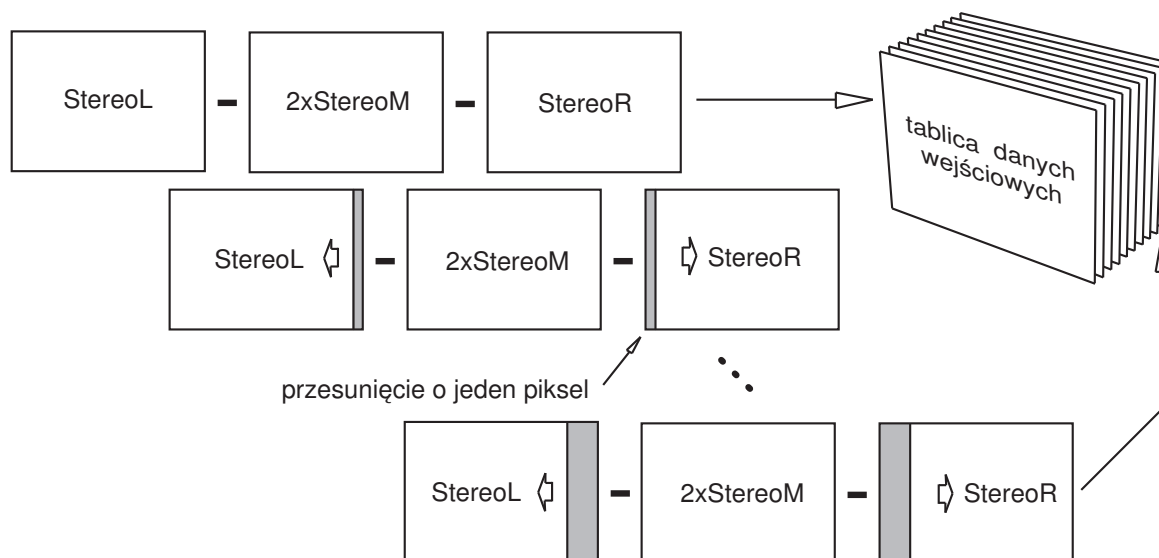 StereoL - 2xStereoM - StereoR
tablica danych
wejściowych
StereoL - 2xStereoM - StereoR
przesunięcie o jeden piksel
StereoL - 2xStereoM - StereoR